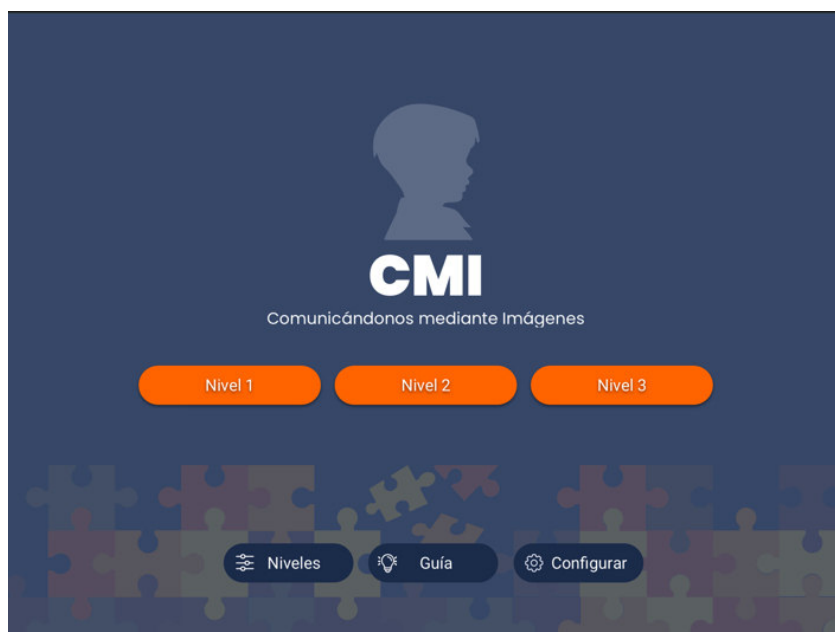 CMI
Comunicándonos mediante Imágenes
Nivel 1 Nivel 2 Nivel 3
Niveles Guía Configurar